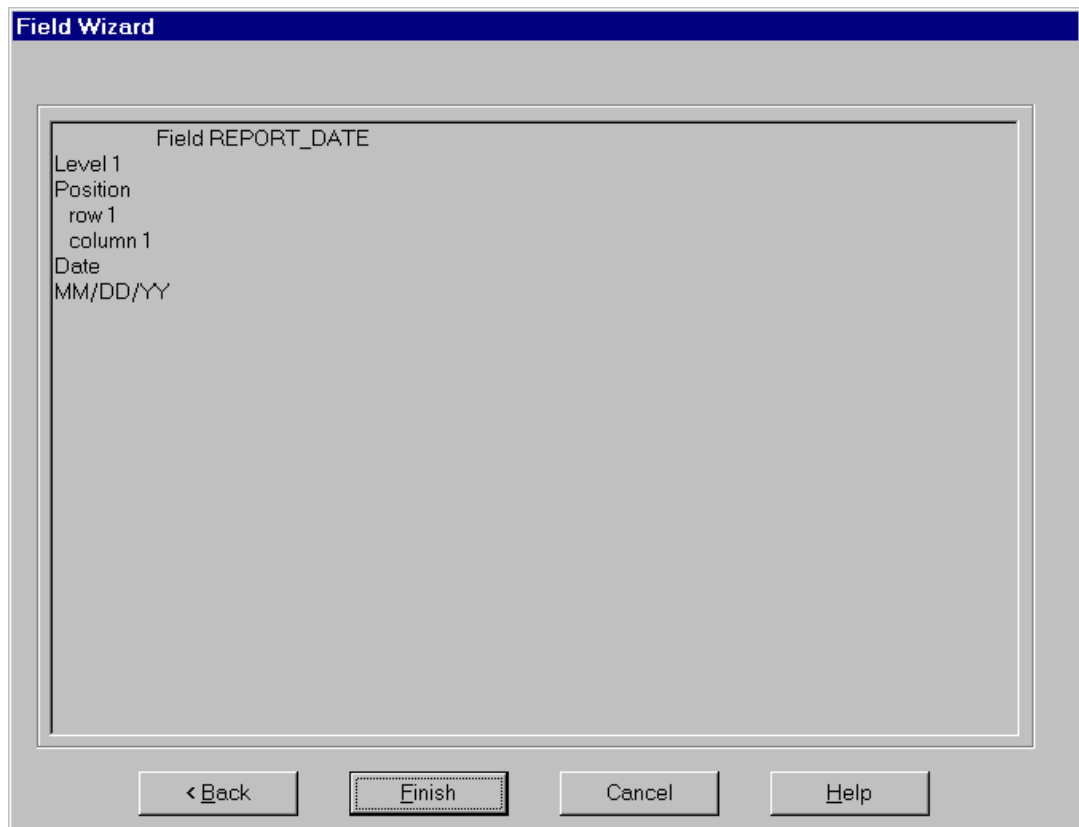 Field Wizard
Field REPORT_DATE
Level 1
Position
row 1
column 1
Date
MM/DD/YY
< Back
Finish
Cancel
Help